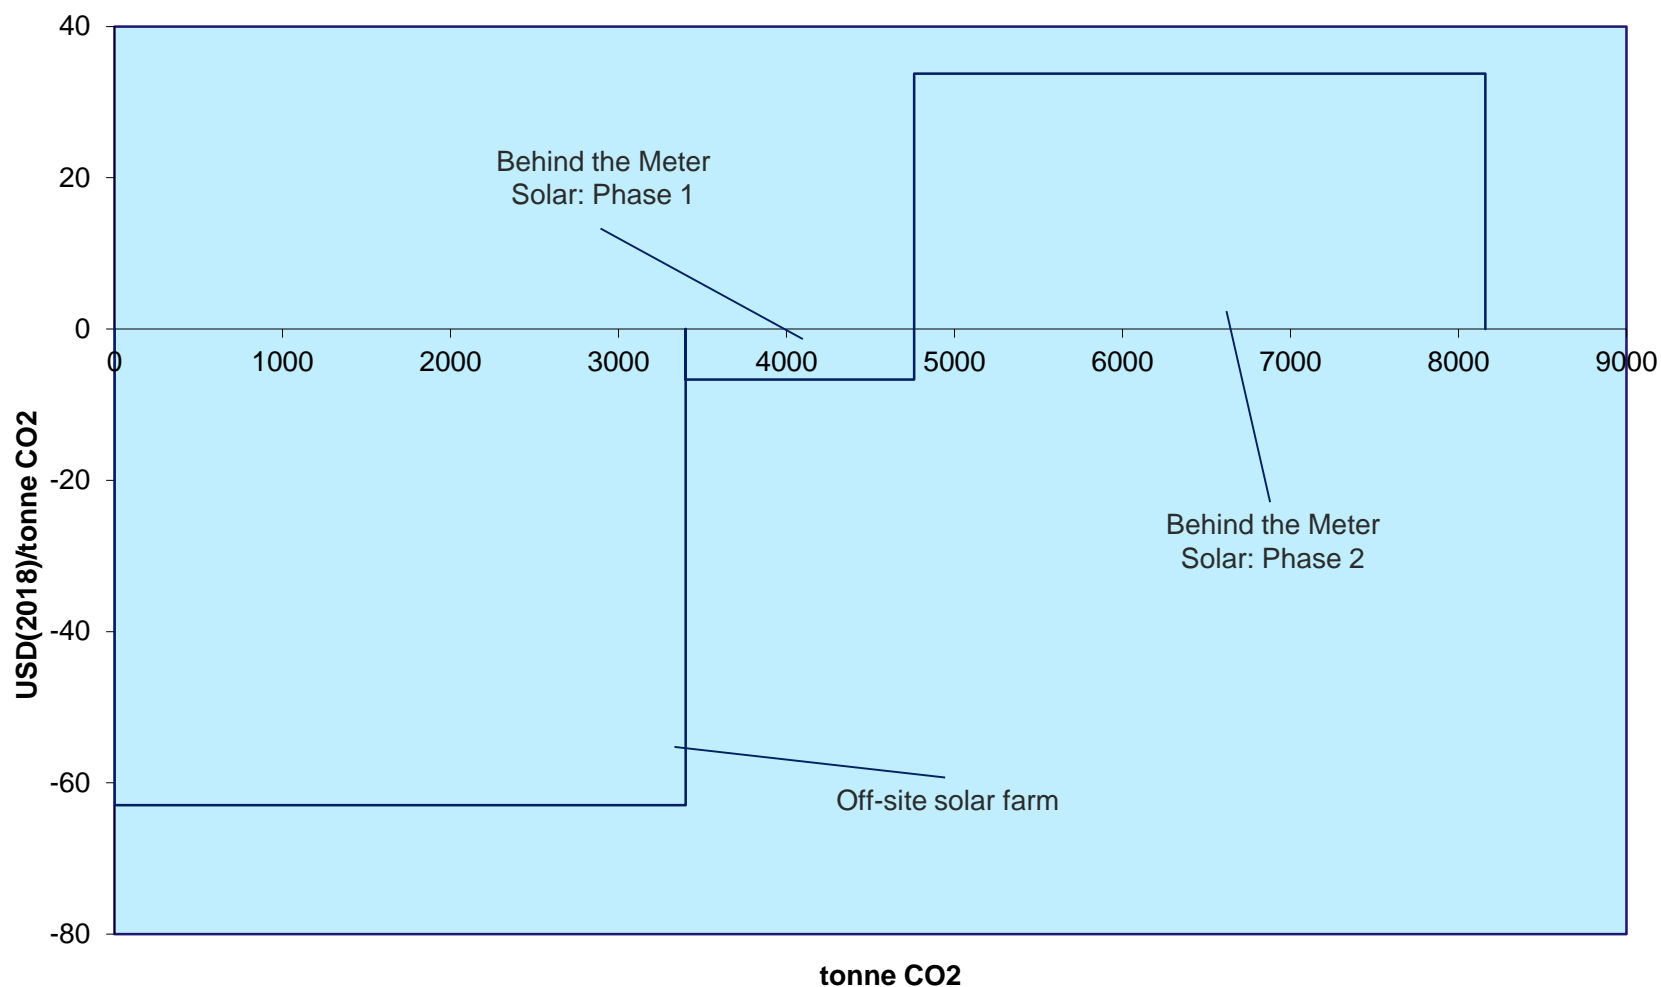 40
20
0
-20
-40
-60
-80
0
1000
2000
3000
4000
5000
6000
7000
8000
9000
USD(2018)/tonne CO2
tonne CO2
Behind the Meter
Solar: Phase 1
Behind the Meter
Solar: Phase 2
Off-site solar farm